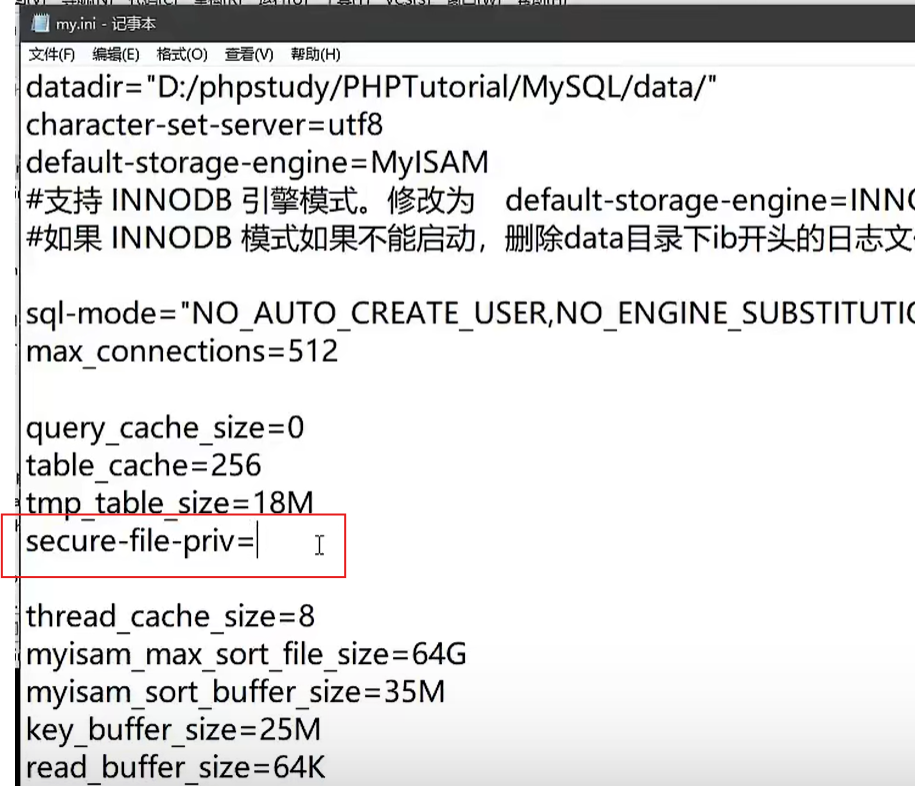 my.ini - 记事本
文件(F) 编辑(E) 格式(O) 查看(V) 帮助(H)
datadir="D:/phpstudy/PHPTutorial/MySQL/data/"
character-set-server=utf8
default-storage-engine=MyISAM
#支持 INNODB 引擎模式。修改为 default-storage-engine=INN
#如果 INNODB 模式如果不能启动，删除data目录下ib开头的日志文
sql-mode="NO_AUTO_CREATE_USER,NO_ENGINE_SUBSTITUTI
max_connections=512
query_cache_size=0
table_cache=256
tmp_table_size=18M
secure-file-priv=
thread_cache_size=8
myisam_max_sort_file_size=64G
myisam_sort_buffer_size=35M
key_buffer_size=25M
read_buffer_size=64K